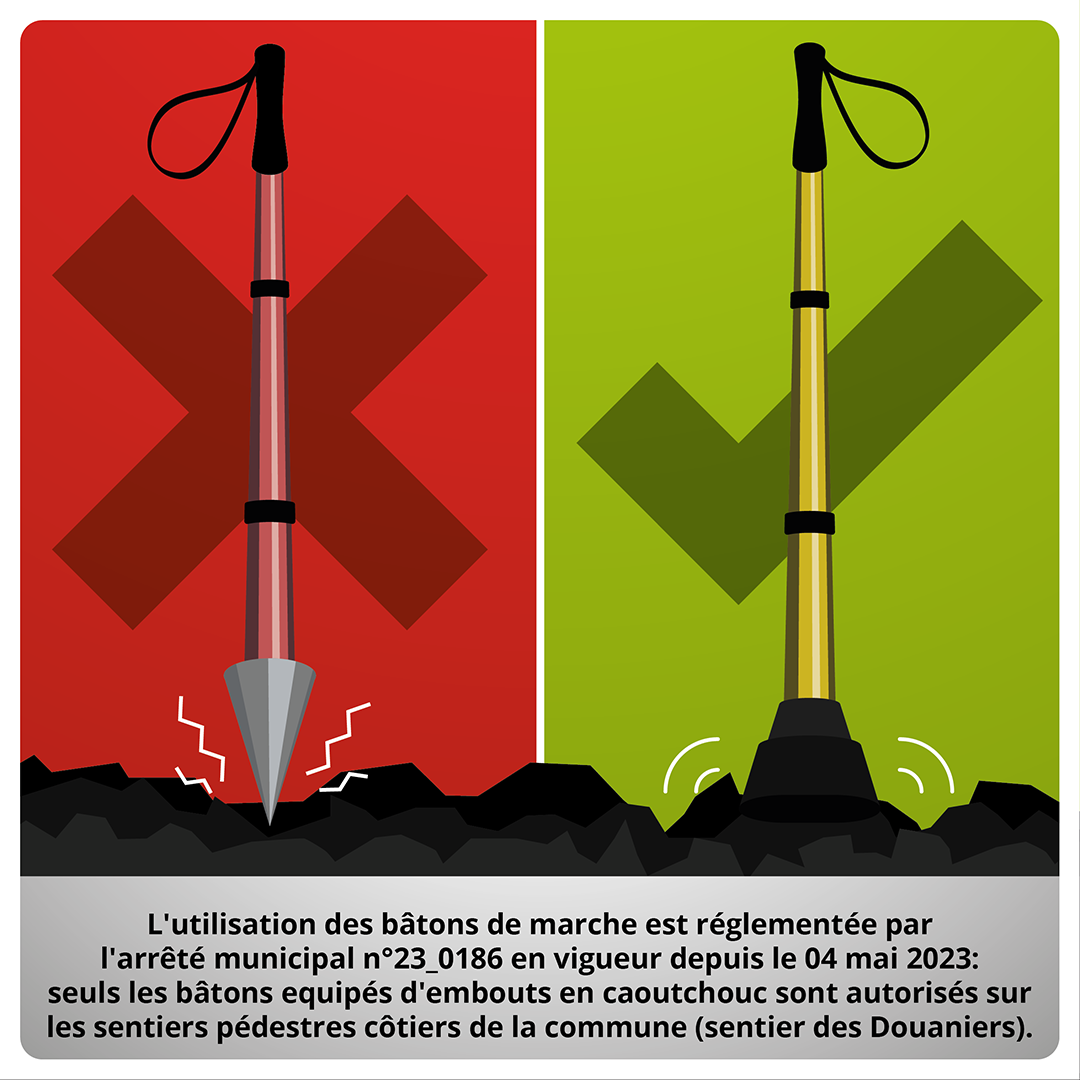 L'utilisation des bâtons de marche est réglementée par
l'arrêté municipal n°23_0186 en vigueur depuis le 04 mai 2023:
seuls les bâtons equipés d'embouts en caoutchouc sont autorisés sur
les sentiers pédestres côtiers de la commune (sentier des Douaniers).